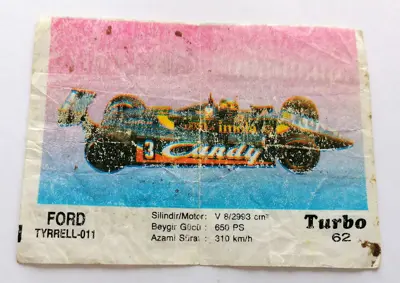 imola
3 Candy
FORD
TYRRELL-011
Silindir/Motor: V 8/2993 cm³
Beygir Gücü : 650 PS
Azami Sürat : 310 km/h
Turbo
62